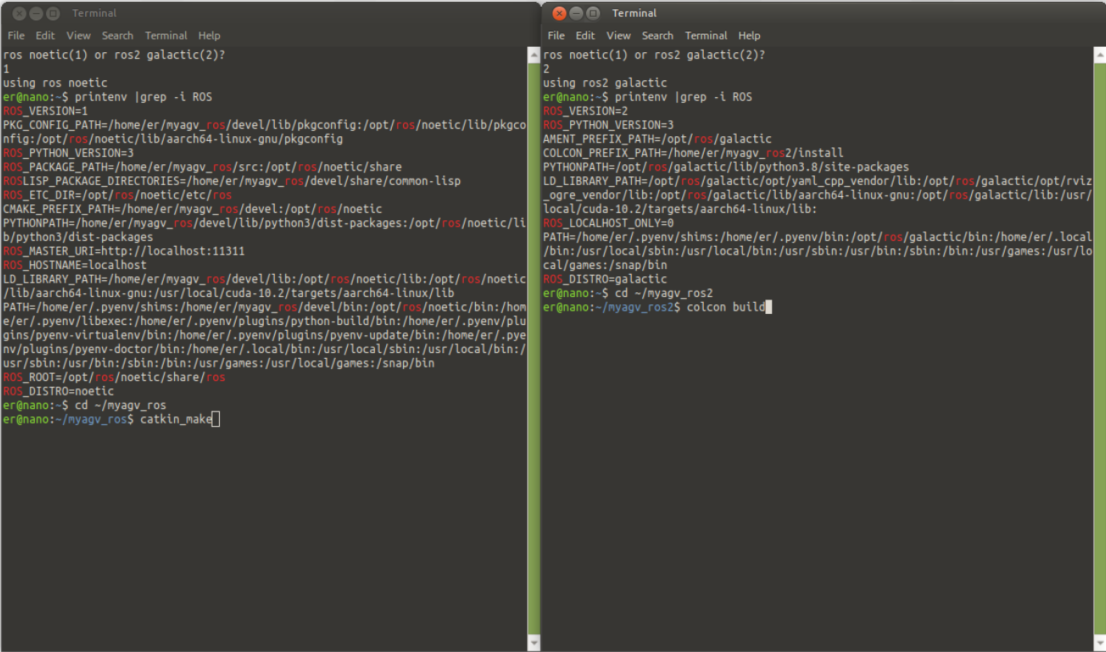 Terminal
File Edit View Search Terminal Help
ros noetic(1) or ros2 galactic(2)?
1
using ros noetic
er@nano:~$ printenv |grep -i ROS
ROS_VERSION=1
PKG_CONFIG_PATH=/home/er/myagv_ros/devel/lib/pkgconfig:/opt/ros/noetic/lib/pkgco
nfig:/opt/ros/noetic/lib/aarch64-linux-gnu/pkgconfig
ROS_PYTHON_VERSION=3
ROS_PACKAGE_PATH=/home/er/myagv_ros/src:/opt/ros/noetic/share
ROSLISP_PACKAGE_DIRECTORIES=/home/er/myagv_ros/devel/share/common-lisp
ROS_ETC_DIR=/opt/ros/noetic/etc/ros
CMAKE_PREFIX_PATH=/home/er/myagv_ros/devel:/opt/ros/noetic
PYTHONPATH=/home/er/myagv_ros/devel/lib/python3/dist-packages:/opt/ros/noetic/li
b/python3/dist-packages
ROS_MASTER_URI=http://localhost:11311
ROS_HOSTNAME=localhost
LD_LIBRARY_PATH=/home/er/myagv_ros/devel/lib:/opt/ros/noetic/lib:/opt/ros/noetic
/lib/aarch64-linux-gnu:/usr/local/cuda-10.2/targets/aarch64-linux/lib
PATH=/home/er/.pyenv/shims:/home/er/myagv_ros/devel/bin:/opt/ros/noetic/bin:/hom
e/er/.pyenv/libexec:/home/er/.pyenv/plugins/python-build/bin:/home/er/.pyenv/plu
gins/pyenv-virtualenv/bin:/home/er/.pyenv/plugins/pyenv-update/bin:/home/er/.pye
nv/plugins/pyenv-doctor/bin:/home/er/.local/bin:/usr/local/sbin:/usr/local/bin:/
usr/sbin:/usr/bin:/sbin:/bin:/usr/games:/usr/local/games:/snap/bin
ROS_ROOT=/opt/ros/noetic/share/ros
ROS_DISTRO=noetic
er@nano:~$ cd ~/myagv_ros
er@nano:~/myagv_ros$ catkin_make
Terminal
File Edit View Search Terminal Help
ros noetic(1) or ros2 galactic(2)?
2
using ros2 galactic
er@nano:~$ printenv |grep -i ROS
ROS_VERSION=2
ROS_PYTHON_VERSION=3
AMENT_PREFIX_PATH=/opt/ros/galactic
COLCON_PREFIX_PATH=/home/er/myagv_ros2/install
PYTHONPATH=/opt/ros/galactic/lib/python3.8/site-packages
LD_LIBRARY_PATH=/opt/ros/galactic/opt/yaml_cpp_vendor/lib:/opt/ros/galactic/opt/rviz
_ogre_vendor/lib:/opt/ros/galactic/lib/aarch64-linux-gnu:/opt/ros/galactic/lib:/usr/
local/cuda-10.2/targets/aarch64-linux/lib:
ROS_LOCALHOST_ONLY=0
PATH=/home/er/.pyenv/shims:/home/er/.pyenv/bin:/opt/ros/galactic/bin:/home/er/.local
/bin:/usr/local/sbin:/usr/local/bin:/usr/sbin:/usr/bin:/sbin:/bin:/usr/games:/usr/lo
cal/games:/snap/bin
ROS_DISTRO=galactic
er@nano:~$ cd ~/myagv_ros2
er@nano:~/myagv_ros2$ colcon build